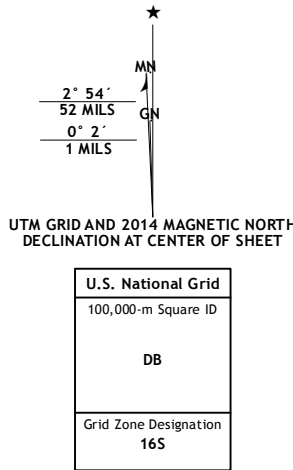 ★
MN
2° 54´
52 MILS
GN
0° 2´
1 MILS
UTM GRID AND 2014 MAGNETIC NORTH
DECLINATION AT CENTER OF SHEET
U.S. National Grid
100,000-m Square ID
DB
Grid Zone Designation
16S